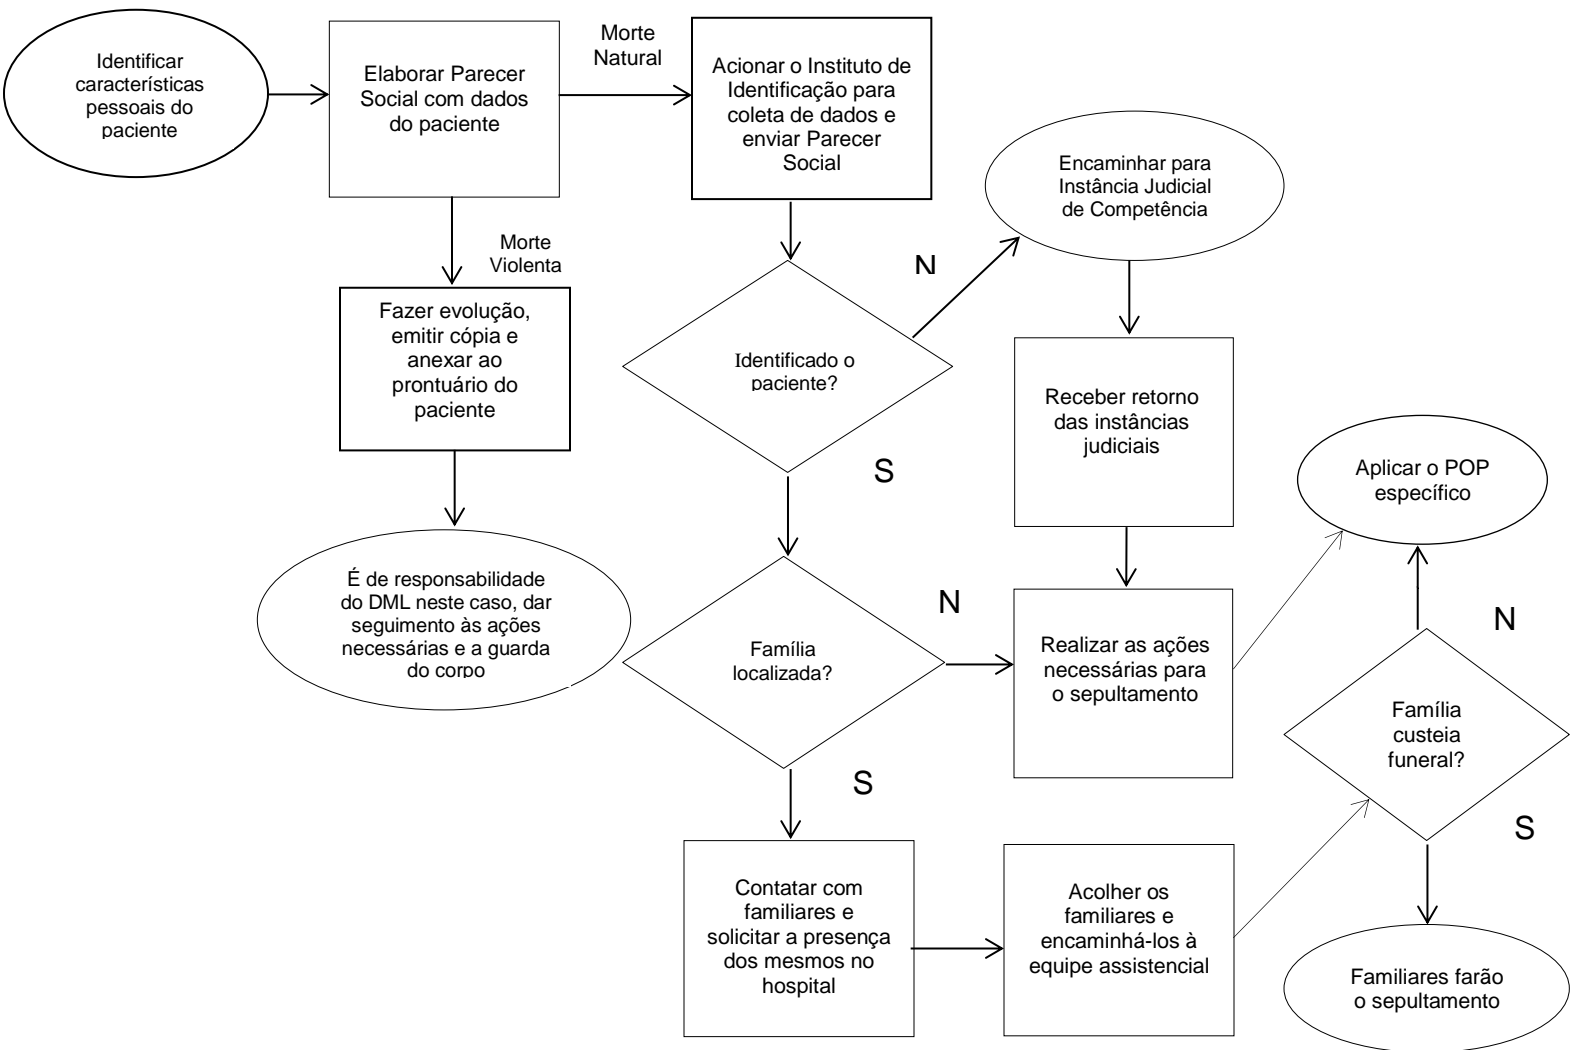 Identificar
características
pessoais do
paciente
Elaborar Parecer
Social com dados
do paciente
Morte
Natural
Acionar o Instituto de
Identificação para
coleta de dados e
enviar Parecer
Social
Encaminhar para
Instância Judicial
de Competência
Morte
Violenta
Fazer evolução,
emitir cópia e
anexar ao
prontuário do
paciente
N
Identificado o
paciente?
Receber retorno
das instâncias
judiciais
S
Aplicar o POP
específico
É de responsabilidade
do DML neste caso, dar
seguimento às ações
necessárias e a guarda
do corpo
Família
localizada?
N
Realizar as ações
necessárias para
o sepultamento
N
Família
custeia
funeral?
S
S
Contatar com
familiares e
solicitar a presença
dos mesmos no
hospital
Acolher os
familiares e
encaminhá-los à
equipe assistencial
Familiares farão
o sepultamento